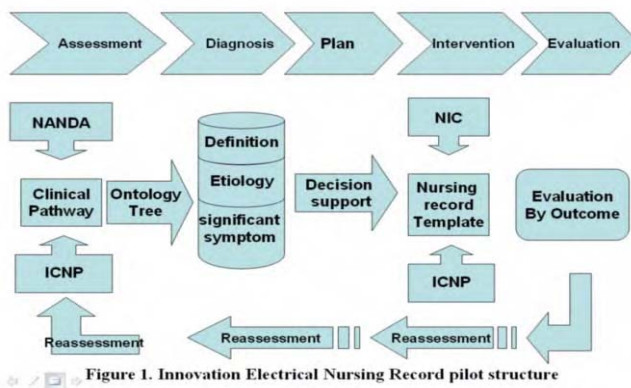 Assessment
Diagnosis
Plan
Intervention
Evaluation
NANDA
NIC
Clinical
Pathway
Ontology
Tree
Definition
Etiology
significant
symptom
Decision
support
Nursing
record
Template
Evaluation
By Outcome
ICNP
ICNP
Reassessment
Reassessment
Reassessment
Figure 1. Innovation Electrical Nursing Record pilot structure